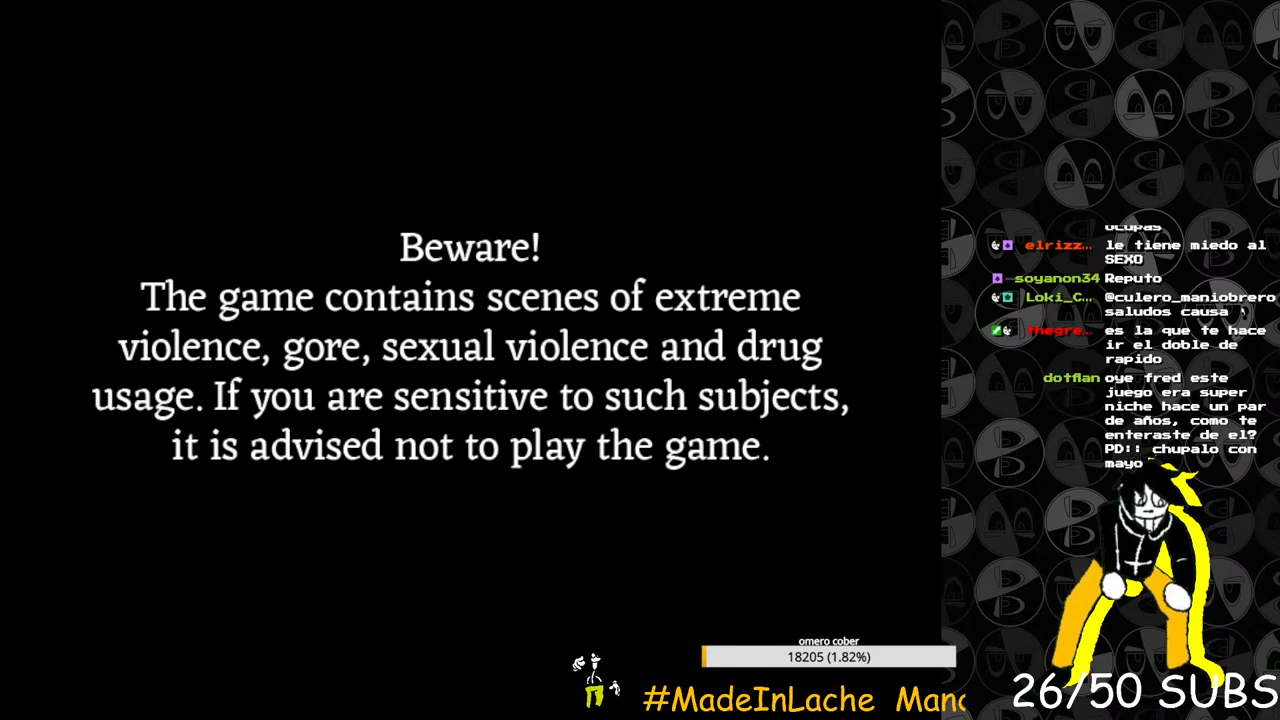 Beware!
The game contains scenes of extreme
violence, gore, sexual violence and drug
usage. If you are sensitive to such subjects,
it is advised not to play the game.
ocupas
elrizz… le tiene miedo al
SEXO
soyanon34 Reputo
Loki_C… @culero_maniobrero
saludos causa
thegre… es la que te hace
ir el doble de
rapido
dotflan oye fred este
juego era super
niche hace un par
de años, como te
enteraste de el?
PD:: chupalo con
mayo
omero cober
18205 (1.82%)
#MadeInLache Manc
26/50 SUBS